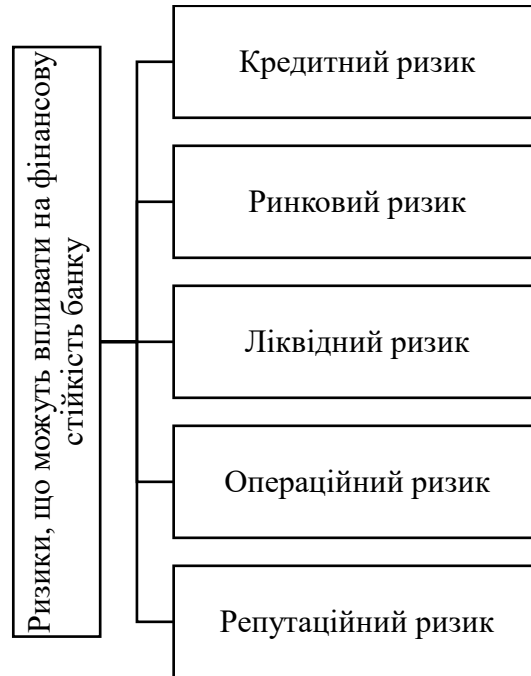 Ризики, що можуть впливати на фінансову
стійкість банку
Кредитний ризик
Ринковий ризик
Ліквідний ризик
Операційний ризик
Репутаційний ризик